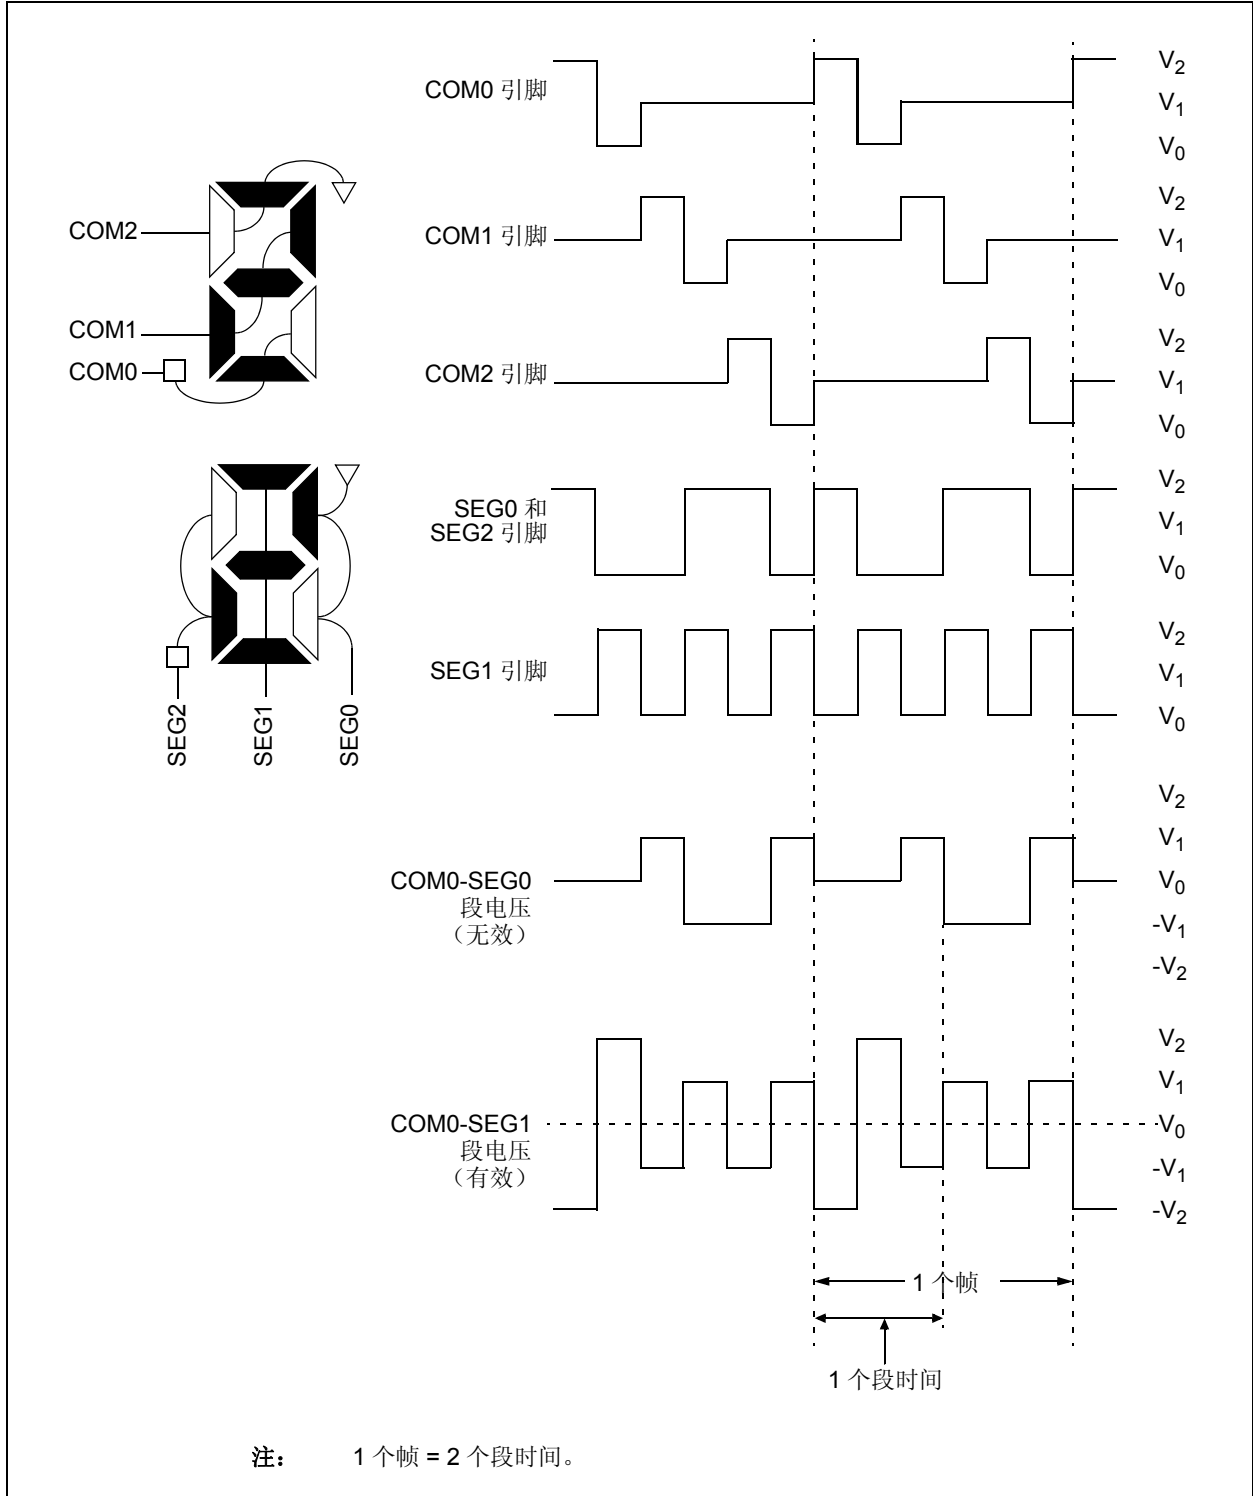 COM0 引脚
V2
V1
V0
COM2
COM1
COM0
COM1 引脚
V2
V1
V0
COM2 引脚
V2
V1
V0
SEG0 和
SEG2 引脚
V2
V1
V0
SEG2
SEG1
SEG0
SEG1 引脚
V2
V1
V0
COM0-SEG0
段电压
（无效）
V2
V1
V0
-V1
-V2
COM0-SEG1
段电压
（有效）
V2
V1
V0
-V1
-V2
1 个帧
1 个段时间
注： 1 个帧 = 2 个段时间。